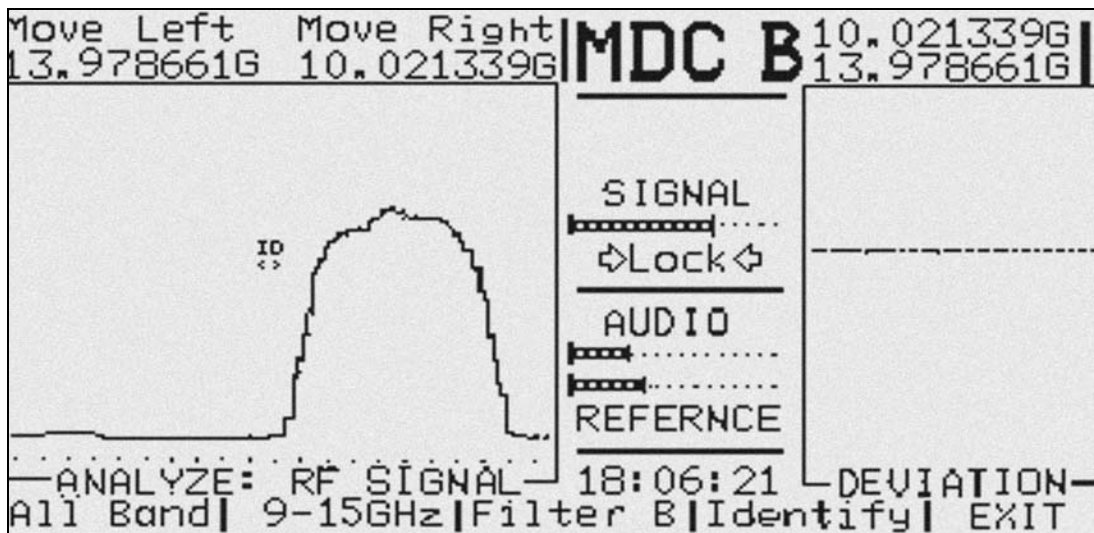 Move Left Move Right|MDC B 10.021339G|
13.978661G 10.021339G| 13.978661G
ID
<>
SIGNAL
⇨Lock⇦
AUDIO
REFERNCE
ANALYZE: RF SIGNAL 18:06:21 DEVIATION
All Band| 9-15GHz|Filter B|Identify| EXIT